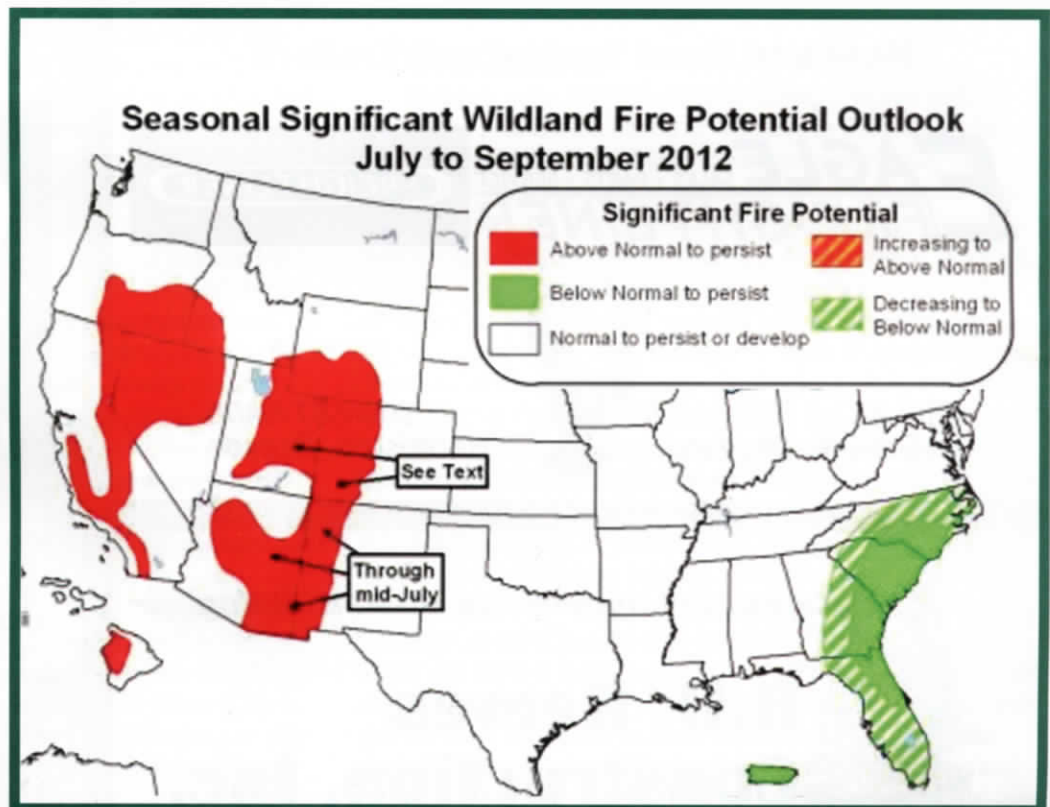 Seasonal Significant Wildland Fire Potential Outlook
July to September 2012
Significant Fire Potential
Above Normal to persist
Below Normal to persist
Normal to persist or develop
Increasing to
Above Normal
Decreasing to
Below Normal
See Text
Through
mid-July